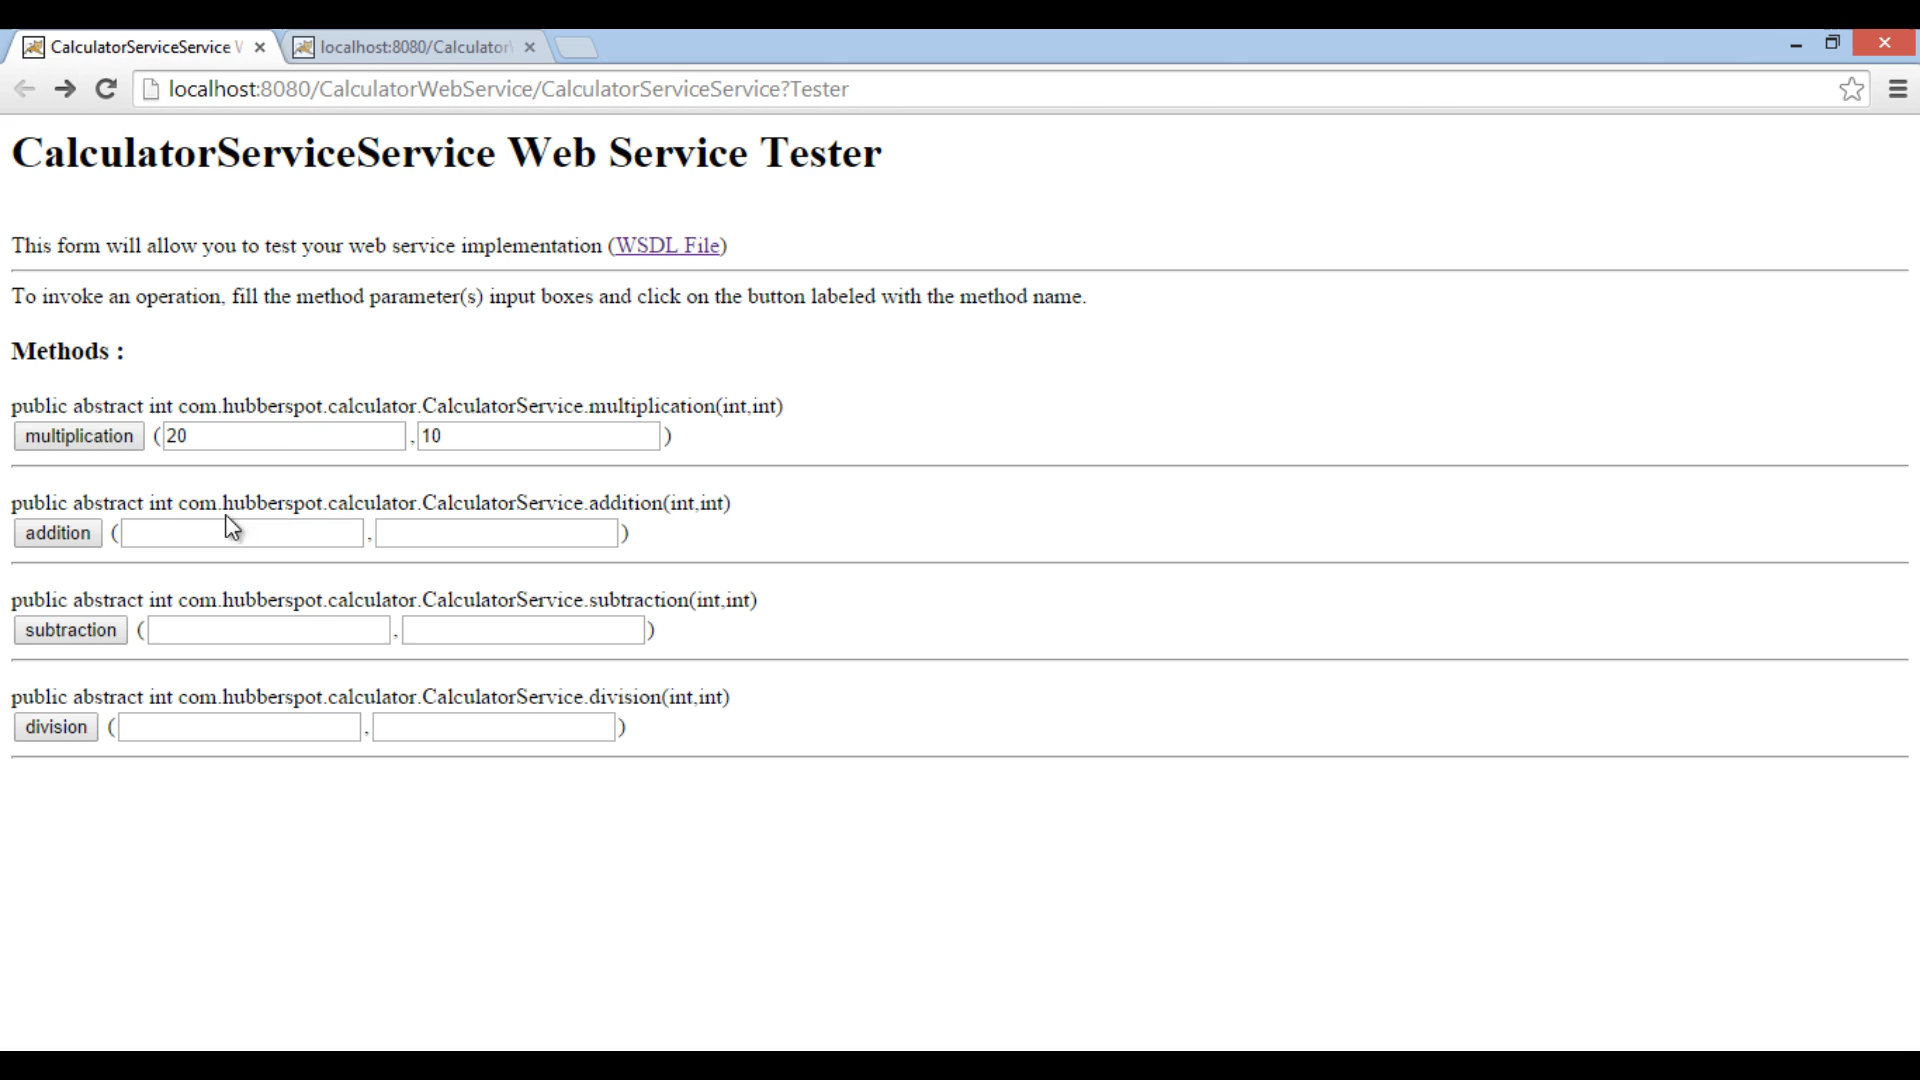 CalculatorServiceService W
localhost:8080/Calculator
localhost:8080/CalculatorWebService/CalculatorServiceService?Tester
CalculatorServiceService Web Service Tester
This form will allow you to test your web service implementation (WSDL File)
To invoke an operation, fill the method parameter(s) input boxes and click on the button labeled with the method name.
Methods :
public abstract int com.hubberspot.calculator.CalculatorService.multiplication(int,int)
multiplication (20 ,10 )
public abstract int com.hubberspot.calculator.CalculatorService.addition(int,int)
addition ( , )
public abstract int com.hubberspot.calculator.CalculatorService.subtraction(int,int)
subtraction ( , )
public abstract int com.hubberspot.calculator.CalculatorService.division(int,int)
division ( , )